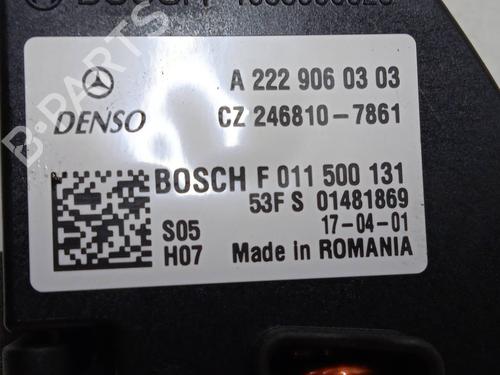 A 222 906 03 03
DENSO CZ 246810-7861
BOSCH F 011 500 131
53F S 01481869
S05 17-04-01
H07 Made in ROMANIA
B-PARTS